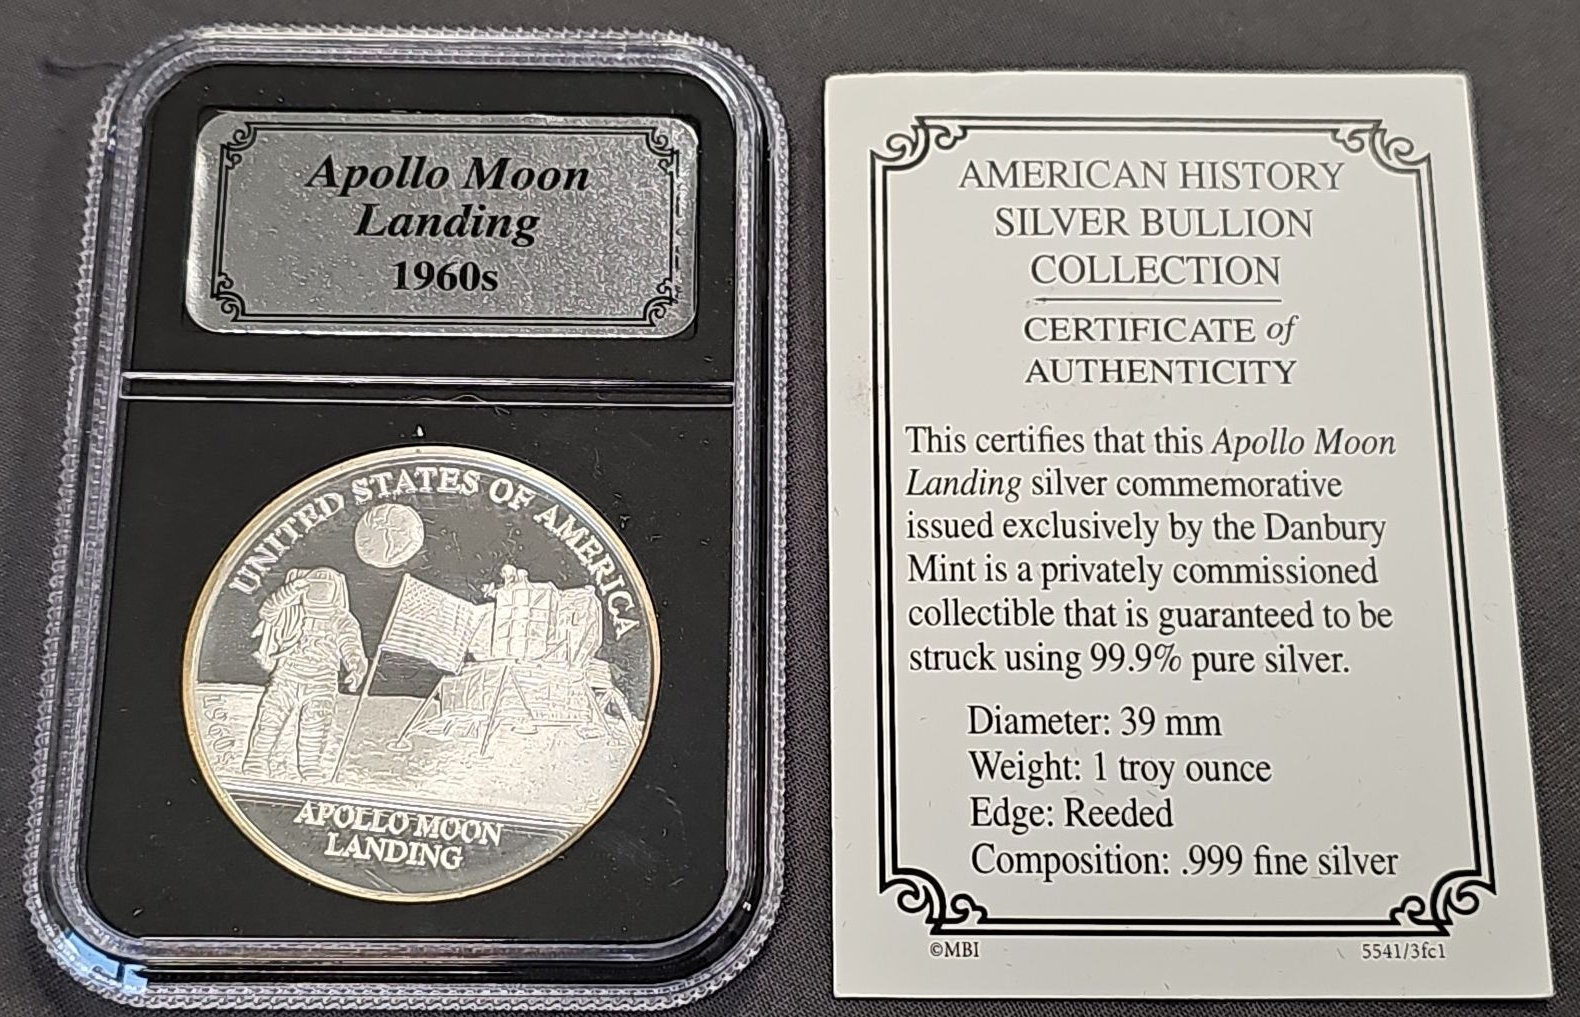 Apollo Moon
Landing
1960s
UNITED STATES OF AMERICA
1960s
APOLLO MOON
LANDING
AMERICAN HISTORY
SILVER BULLION
COLLECTION
CERTIFICATE of
AUTHENTICITY
This certifies that this Apollo Moon
Landing silver commemorative
issued exclusively by the Danbury
Mint is a privately commissioned
collectible that is guaranteed to be
struck using 99.9% pure silver.
Diameter: 39 mm
Weight: 1 troy ounce
Edge: Reeded
Composition: .999 fine silver
©MBI
5541/3fc1